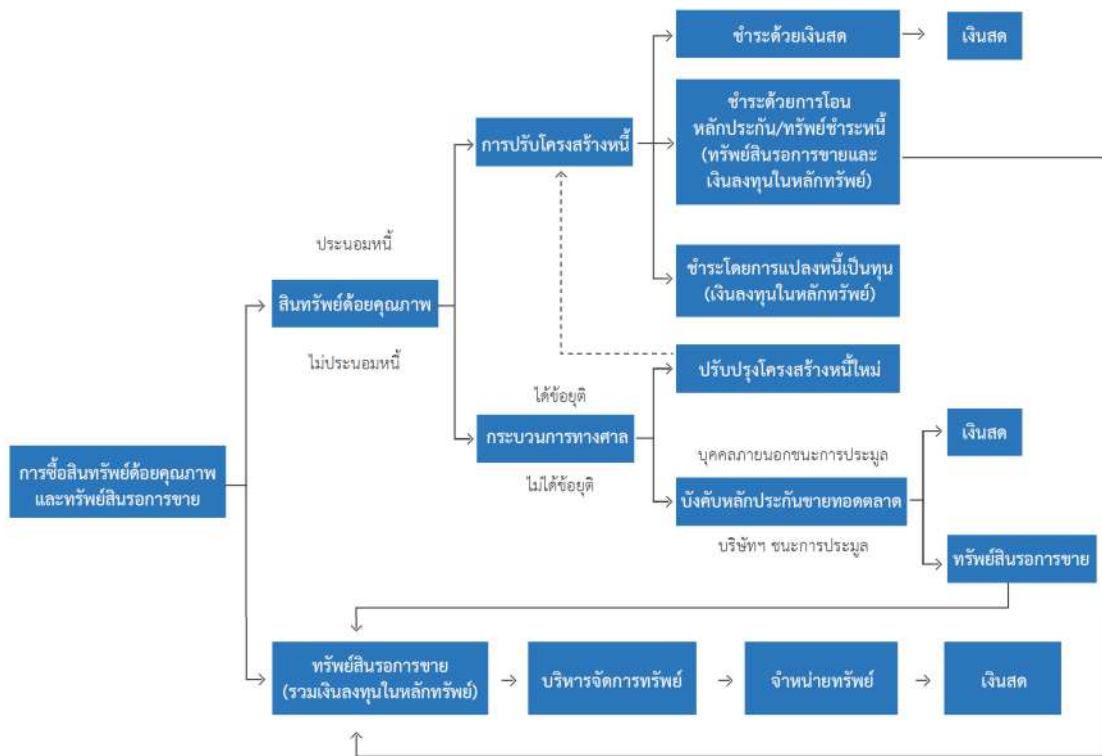 ชำระด้วยเงินสด
เงินสด
ชำระด้วยการโอน
หลักประกัน/ทรัพย์ชำระหนี้
(ทรัพย์สินรอการขายและ
เงินลงทุนในหลักทรัพย์)
การปรับโครงสร้างหนี้
ประนอมหนี้
ชำระโดยการแปลงหนี้เป็นทุน
(เงินลงทุนในหลักทรัพย์)
สินทรัพย์ด้อยคุณภาพ
ไม่ประนอมหนี้
ปรับปรุงโครงสร้างหนี้ใหม่
ได้ข้อยุติ
กระบวนการทางศาล
ไม่ได้ข้อยุติ
เงินสด
บุคคลภายนอกชนะการประมูล
การซื้อสินทรัพย์ด้อยคุณภาพ
และทรัพย์สินรอการขาย
บังคับหลักประกันขายทอดตลาด
บริษัทฯ ชนะการประมูล
ทรัพย์สินรอการขาย
ทรัพย์สินรอการขาย
(รวมเงินลงทุนในหลักทรัพย์)
บริหารจัดการทรัพย์
จำหน่ายทรัพย์
เงินสด